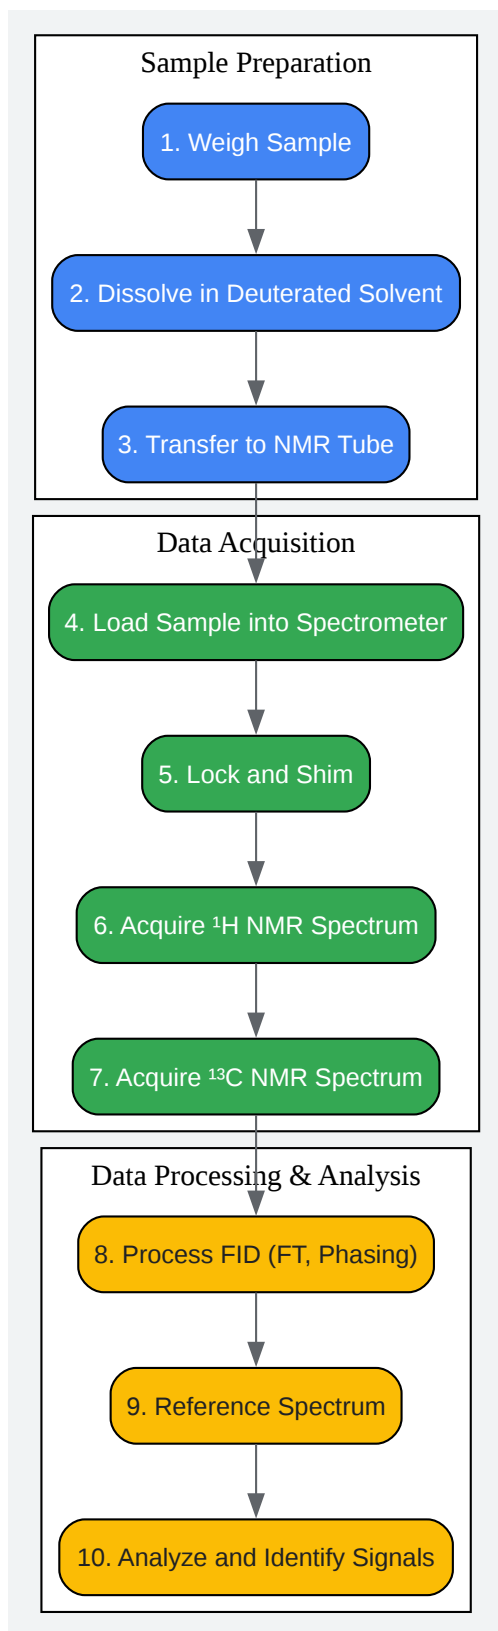 Sample Preparation
1. Weigh Sample
2. Dissolve in Deuterated Solvent
3. Transfer to NMR Tube
Data Acquisition
4. Load Sample into Spectrometer
5. Lock and Shim
6. Acquire ¹H NMR Spectrum
7. Acquire ¹³C NMR Spectrum
Data Processing & Analysis
8. Process FID (FT, Phasing)
9. Reference Spectrum
10. Analyze and Identify Signals